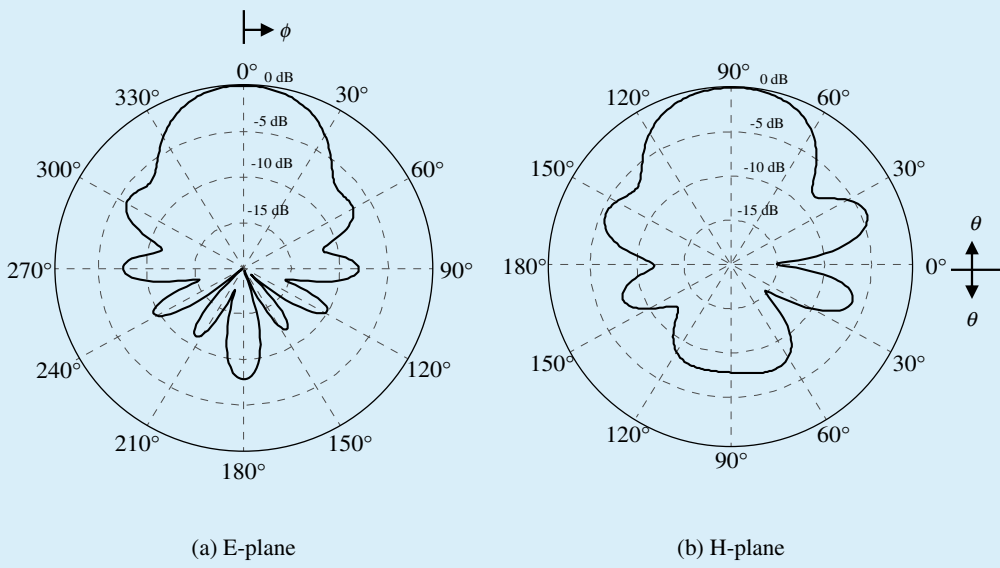 ϕ
0° 0 dB
330° 30°
-5 dB
300° -10 dB 60°
-15 dB
270° 90°
240° 120°
210° 150°
180°
(a) E-plane
90° 0 dB
120° 60°
-5 dB
150° -10 dB 30°
-15 dB
θ
180° 0°
θ
150° 30°
120° 60°
90°
(b) H-plane